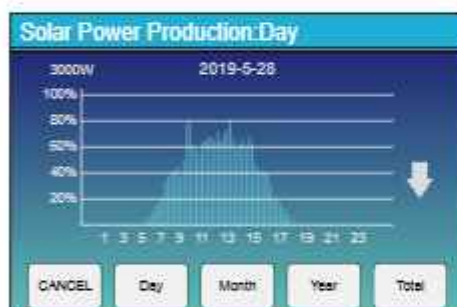 Solar Power Production:Day
3000W 2019-5-28
100%
80%
60%
40%
20%
1 3 5 7 9 11 13 15 17 19 21 23
CANCEL Day Month Year Total